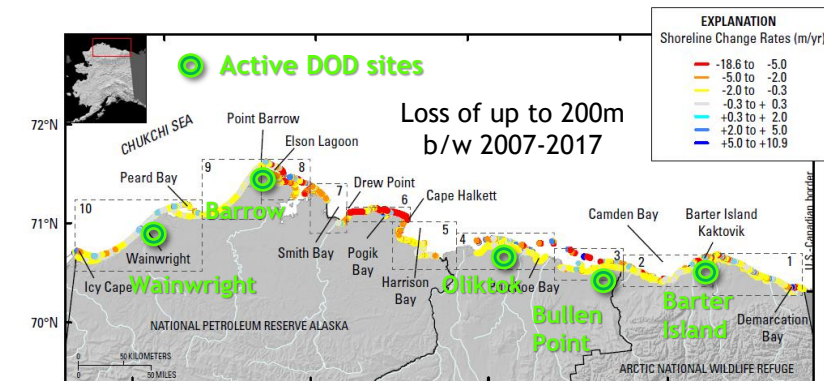 EXPLANATION
Shoreline Change Rates (m/yr)
-18.6 to -5.0
-5.0 to -2.0
-2.0 to -0.3
-0.3 to + 0.3
+0.3 to + 2.0
+2.0 to + 5.0
+5.0 to +10.9
Active DOD sites
Loss of up to 200m
b/w 2007-2017
72°N
71°N
70°N
CHUKCHI SEA
Point Barrow
Elson Lagoon
Peard Bay
9
8
10
7
Drew Point
6
Cape Halkett
Barrow
Smith Bay
Pogik
Bay
5
Harrison
Bay
4
Camden Bay
Barter Island
Kaktovik
3
2
1
U.S.-Canadian border
Wainwright
Icy Cape
Wainwright
Oliktok
Bay
Bullen
Point
Barter
Island
Demarcation
Bay
NATIONAL PETROLEUM RESERVE ALASKA
ARCTIC NATIONAL WILDLIFE REFUGE
0 50 KILOMETERS
0 50 MILES